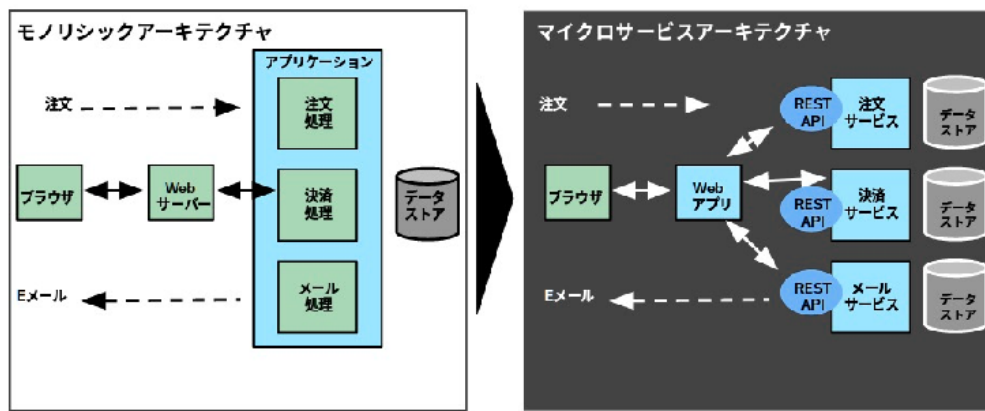 モノリシックアーキテクチャ
アプリケーション
注文
注文
処理
ブラウザ
Web
サーバー
決済
処理
データ
ストア
Eメール
メール
処理
マイクロサービスアーキテクチャ
注文
REST
API
注文
サービス
データ
ストア
ブラウザ
Web
アプリ
REST
API
決済
サービス
データ
ストア
Eメール
REST
API
メール
サービス
データ
ストア